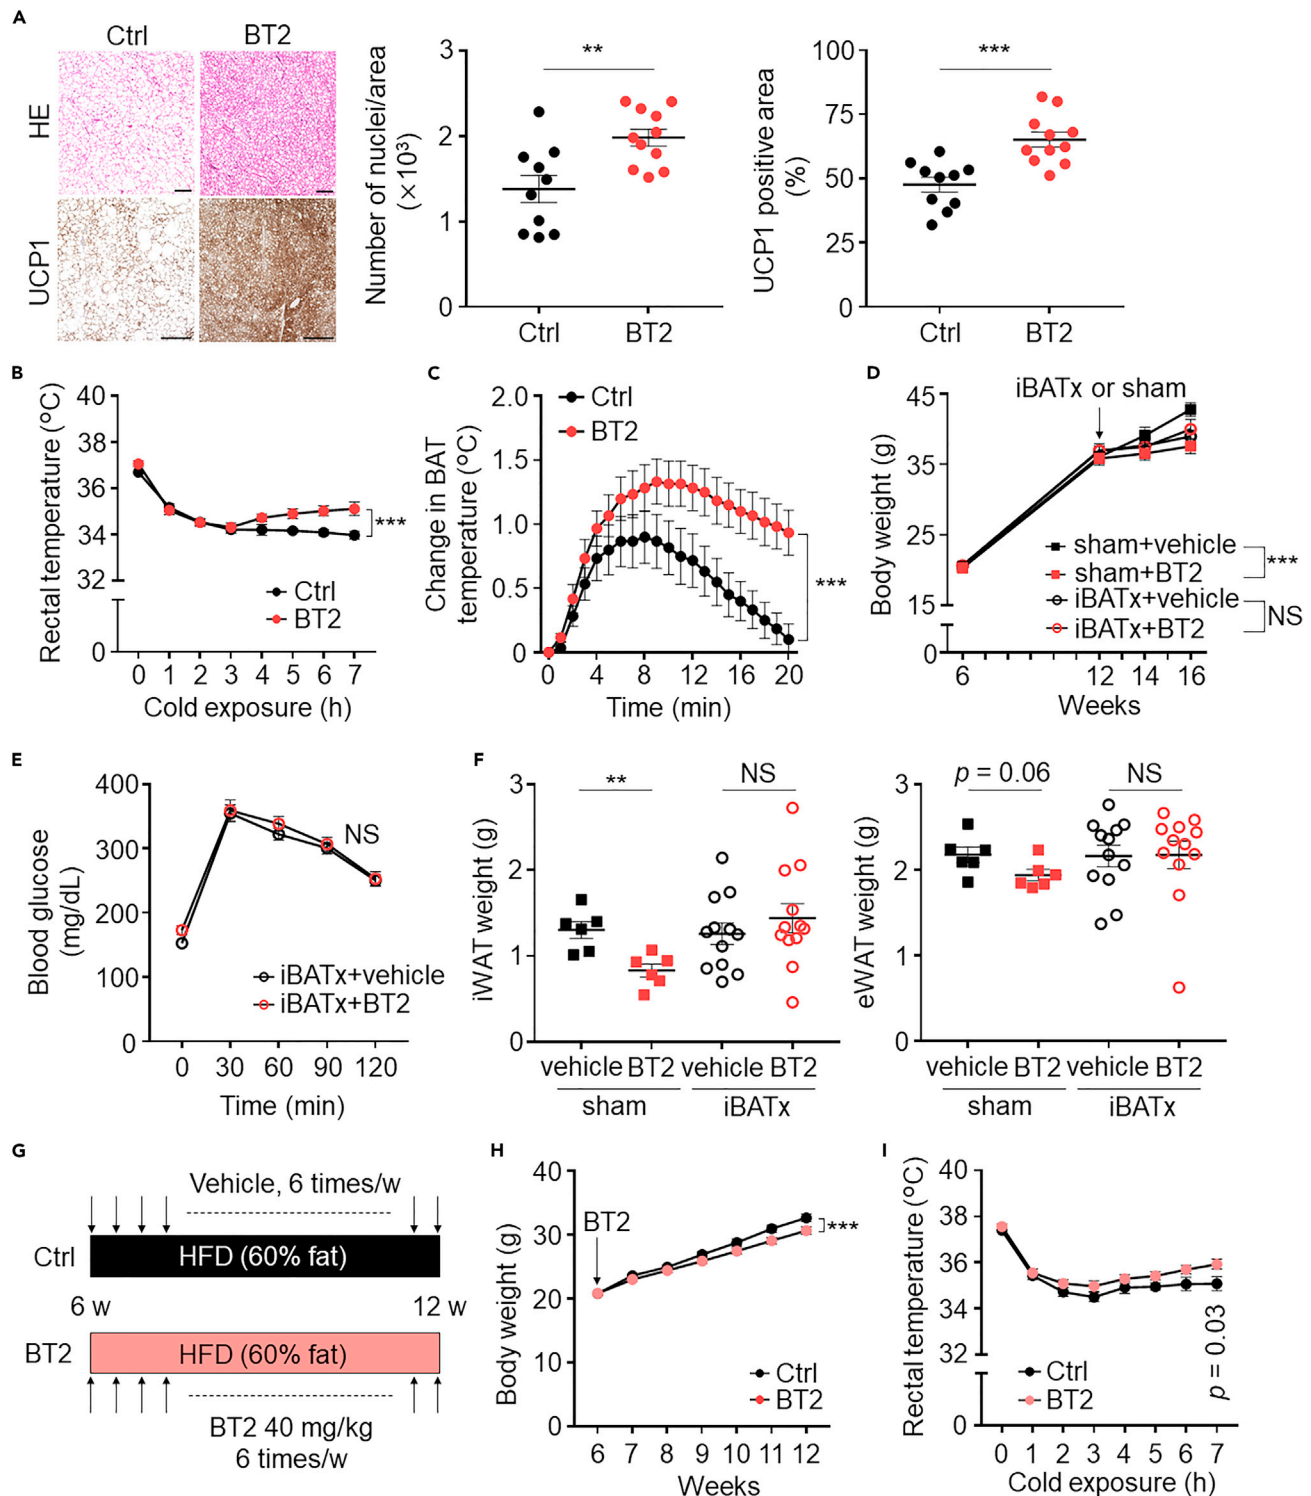 A
Ctrl
BT2
HE
UCP1
Number of nuclei/area
(×10³)
3
2
1
0
**
Ctrl
BT2
UCP1 positive area
(%)
100
75
50
25
0
***
Ctrl
BT2
B
Rectal temperature (°C)
40
38
36
34
32
0
***
Ctrl
BT2
0 1 2 3 4 5 6 7
Cold exposure (h)
C
Change in BAT
temperature (°C)
2.0
1.5
1.0
0.5
0
Ctrl
BT2
***
0 4 8 12 16 20
Time (min)
D
Body weight (g)
45
35
25
15
0
iBATx or sham
sham+vehicle
sham+BT2
***
iBATx+vehicle
iBATx+BT2
NS
6 12 14 16
Weeks
E
Blood glucose
(mg/dL)
400
300
200
100
0
NS
iBATx+vehicle
iBATx+BT2
0 30 60 90 120
Time (min)
F
iWAT weight (g)
3
2
1
0
**
NS
vehicle BT2 vehicle BT2
sham iBATx
eWAT weight (g)
3
2
1
0
p = 0.06
NS
vehicle BT2 vehicle BT2
sham iBATx
G
Vehicle, 6 times/w
Ctrl
HFD (60% fat)
6 w 12 w
BT2
HFD (60% fat)
BT2 40 mg/kg
6 times/w
H
Body weight (g)
40
30
20
10
0
BT2
***
Ctrl
BT2
6 7 8 9 10 11 12
Weeks
I
Rectal temperature (°C)
38
36
34
32
0
p = 0.03
Ctrl
BT2
0 1 2 3 4 5 6 7
Cold exposure (h)